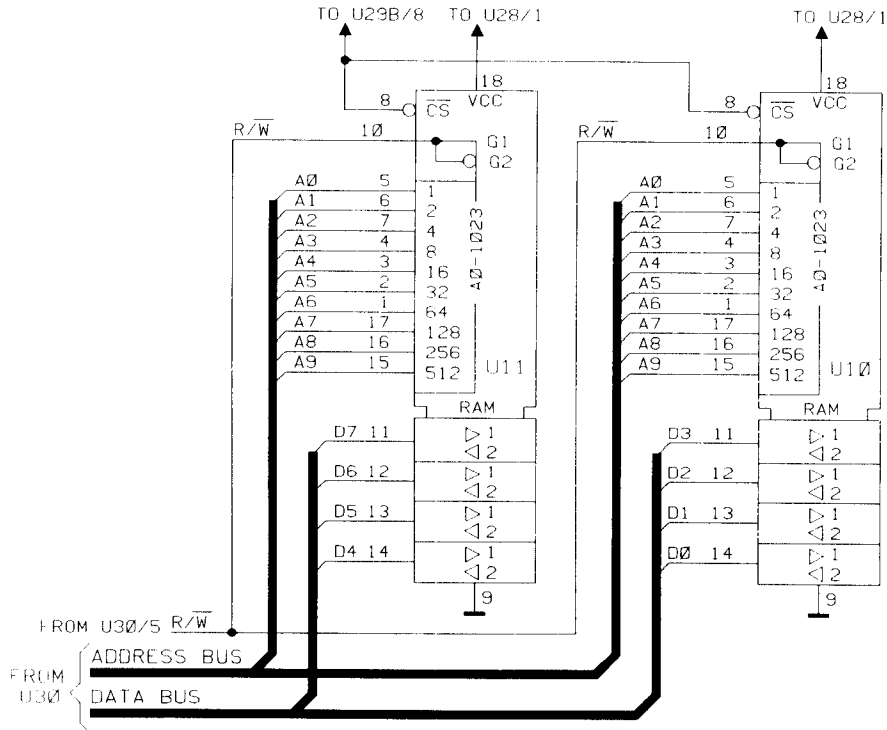 TO U29B/8 TO U28/1 TO U28/1
18 18
8 CS VCC 8 CS VCC
R/W 10 G1 R/W 10 G1
G2 G2
A0 5 1 A0 5 1
A1 6 2 A1 6 2
A2 7 4 A2 7 4
A3 4 8 A3 4 8
A4 3 16 A4 3 16
A5 2 32 A5 2 32
A6 1 64 A6 1 64
A7 17 128 A7 17 128
A8 16 256 A8 16 256
A9 15 512 A9 15 512
A0-1023 A0-1023
U11 U10
RAM RAM
D7 11 1 D3 11 1
2 2
D6 12 1 D2 12 1
2 2
D5 13 1 D1 13 1
2 2
D4 14 1 D0 14 1
2 2
9 9
FROM U30/5 R/W
ADDRESS BUS
FROM
U30
DATA BUS